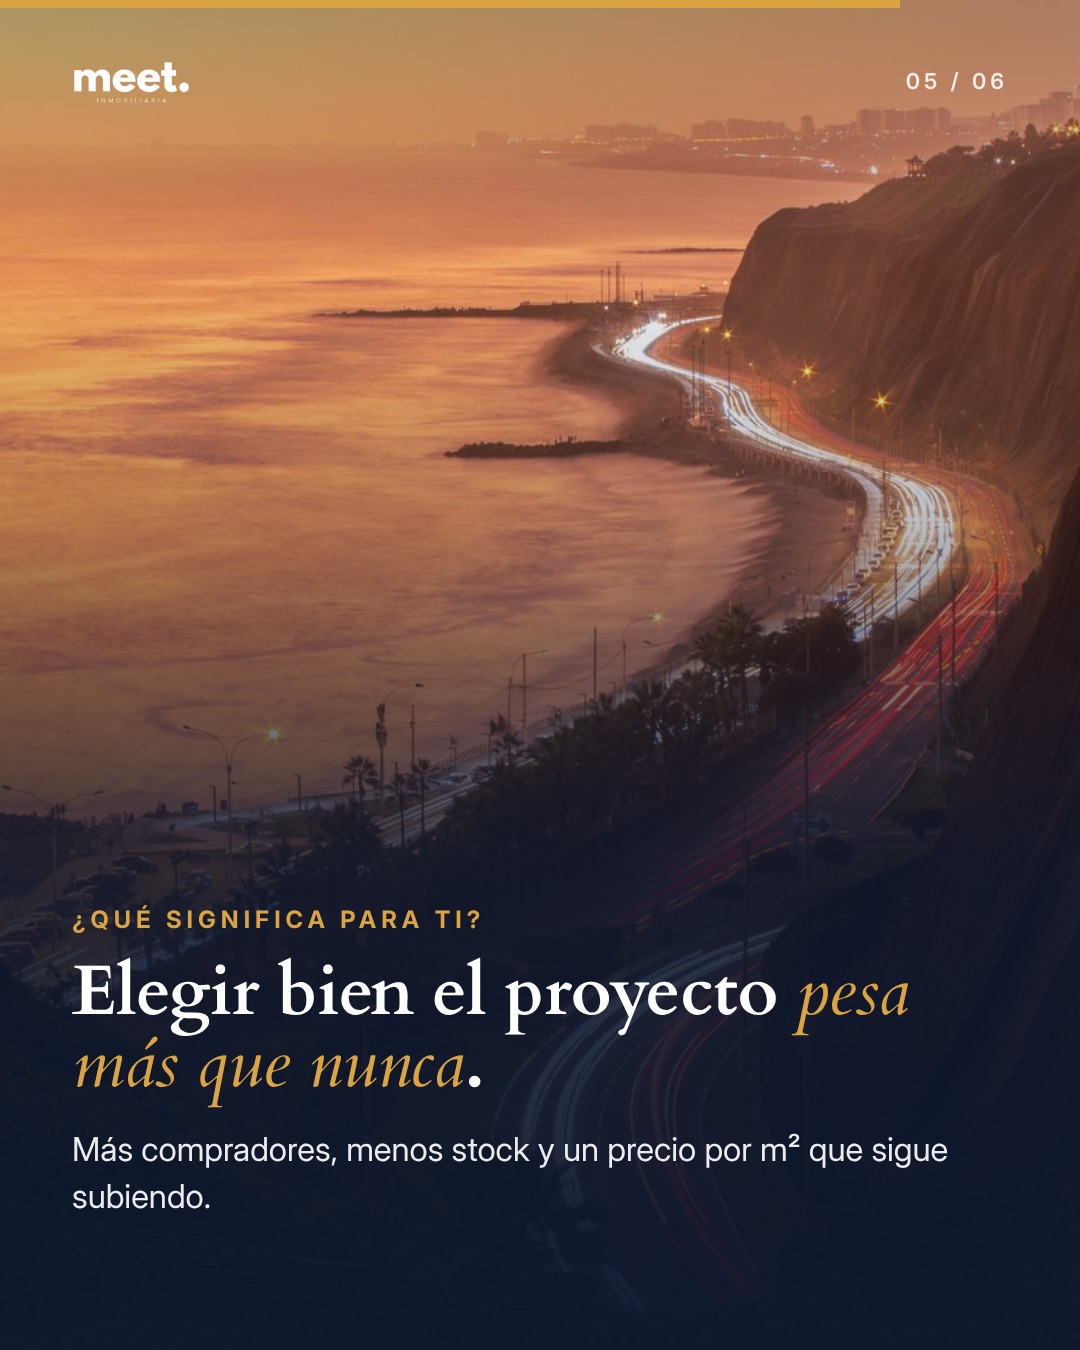 meet.
INMOBILIARIA
05 / 06
¿QUÉ SIGNIFICA PARA TI?
Elegir bien el proyecto pesa
más que nunca.
Más compradores, menos stock y un precio por m² que sigue
subiendo.